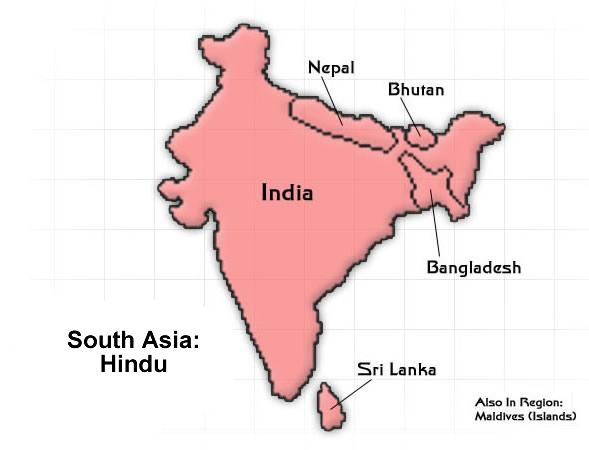 Nepal
Bhutan
India
Bangladesh
South Asia:
Hindu
Sri Lanka
Also In Region:
Maldives (Islands)